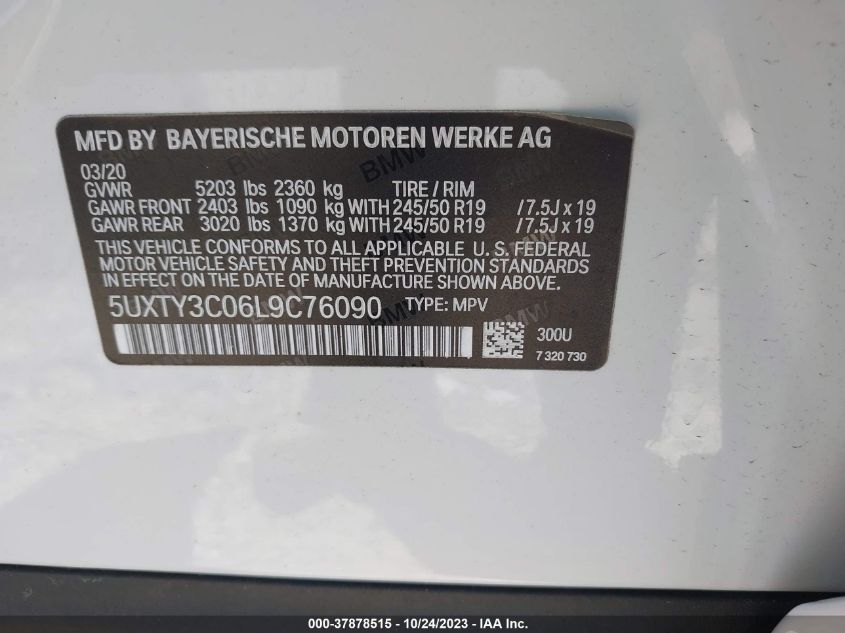 MFD BY BAYERISCHE MOTOREN WERKE AG
03/20
GVWR 5203 lbs 2360 kg TIRE / RIM
GAWR FRONT 2403 lbs 1090 kg WITH 245/50 R19 /7.5J x 19
GAWR REAR 3020 lbs 1370 kg WITH 245/50 R19 /7.5J x 19
THIS VEHICLE CONFORMS TO ALL APPLICABLE U. S. FEDERAL
MOTOR VEHICLE SAFETY AND THEFT PREVENTION STANDARDS
IN EFFECT ON THE DATE OF MANUFACTURE SHOWN ABOVE.
5UXTY3C06L9C76090 TYPE: MPV
300U
7 320 730
000-37878515 - 10/24/2023 - © IAA Inc.